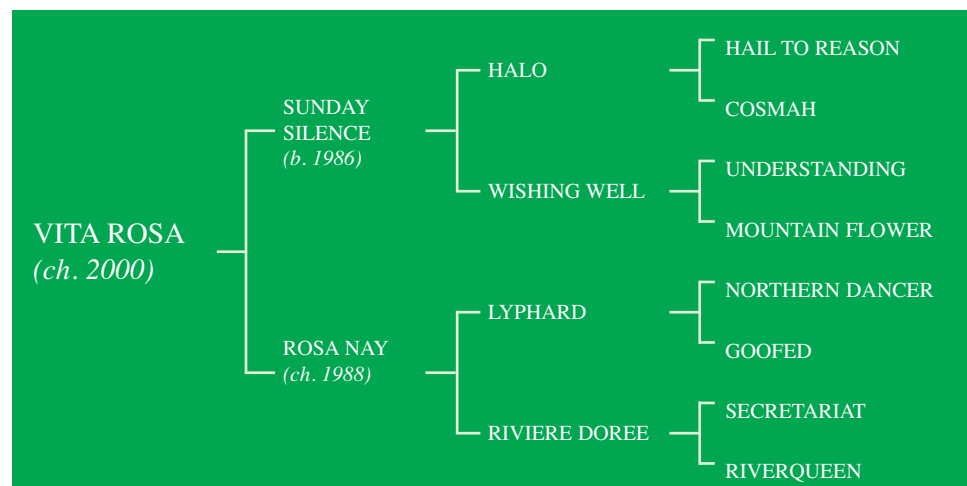 VITA ROSA
(ch. 2000)
SUNDAY
SILENCE
(b. 1986)
ROSA NAY
(ch. 1988)
HALO
WISHING WELL
LYPHARD
RIVIERE DOREE
HAIL TO REASON
COSMAH
UNDERSTANDING
MOUNTAIN FLOWER
NORTHERN DANCER
GOOFED
SECRETARIAT
RIVERQUEEN